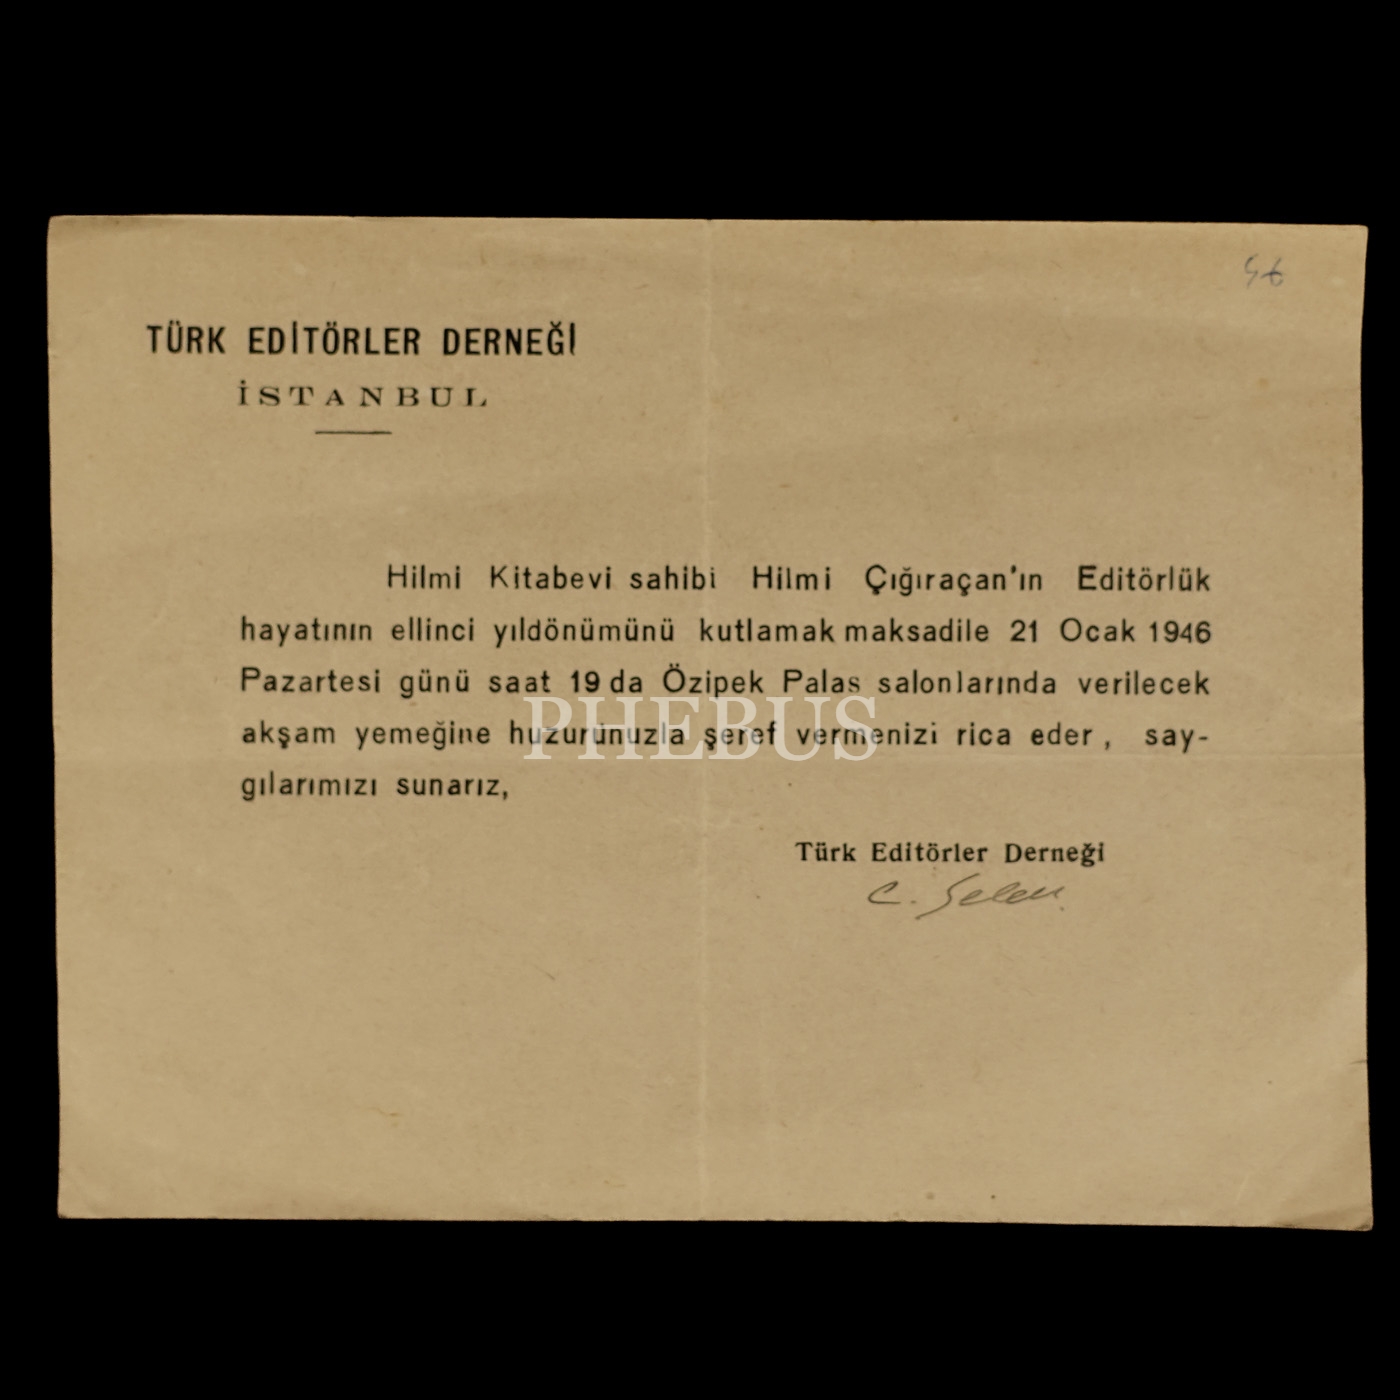 46
TÜRK EDİTÖRLER DERNEĞİ
İSTANBUL
Hilmi Kitabevi sahibi Hilmi Çığıraçan'ın Editörlük
hayatının ellinci yıldönümünü kutlamak maksadile 21 Ocak 1946
Pazartesi günü saat 19 da Özipek Palas salonlarında verilecek
akşam yemeğine huzurunuzla şeref vermenizi rica eder, say-
gılarımızı sunarız,
PHEBUS
Türk Editörler Derneği
C. Selen